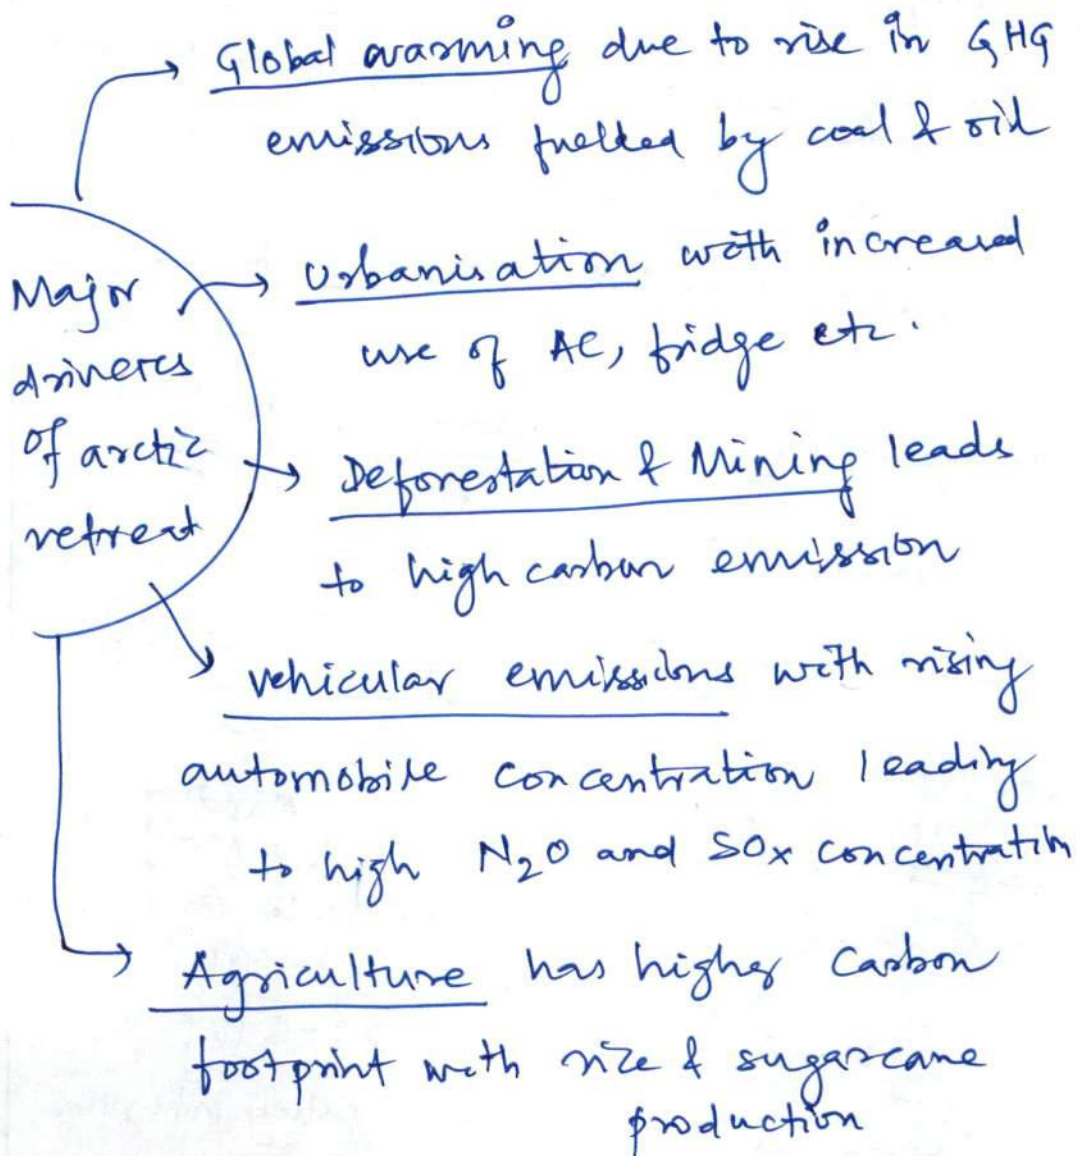 Global warming due to rise in GHG
emissions fuelled by coal & oil
Major
drivers
of arctic
retreat
Urbanisation with increased
use of AC, fridge etc.
Deforestation & Mining leads
to high carbon emission
vehicular emissions with rising
automobile concentration leading
to high N₂O and SOx concentration
Agriculture has higher Carbon
footprint with rice & sugarcane
production